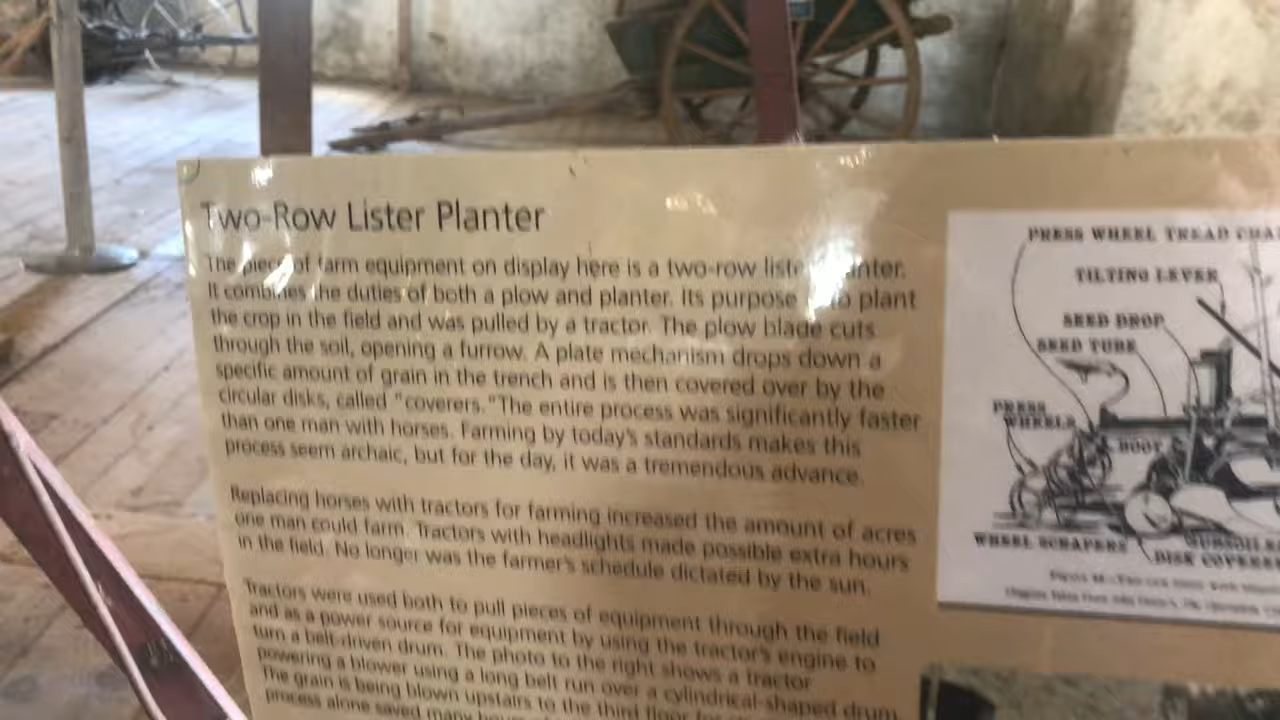 Two-Row Lister Planter
The piece of farm equipment on display here is a two-row lister planter.
It combines the duties of both a plow and planter. Its purpose to plant
the crop in the field and was pulled by a tractor. The plow blade cuts
through the soil, opening a furrow. A plate mechanism drops down a
specific amount of grain in the trench and is then covered over by the
circular disks, called “coverers.” The entire process was significantly faster
than one man with horses. Farming by today's standards makes this
process seem archaic, but for the day, it was a tremendous advance.
Replacing horses with tractors for farming increased the amount of acres
one man could farm. Tractors with headlights made possible extra hours
in the field. No longer was the farmer's schedule dictated by the sun.
Tractors were used both to pull pieces of equipment through the field
and as a power source for equipment by using the tractor's engine to
turn a belt-driven drum. The photo to the right shows a tractor
powering a blower using a long belt run over a cylindrical-shaped drum.
The grain is being blown upstairs to the third floor for
process alone saved many hours
PRESS WHEEL TREAD
TILTING LEVER
SEED DROP
SEED TUBE
PRESS
WHEELS
BOOT
WHEEL SCRAPERS
DISK